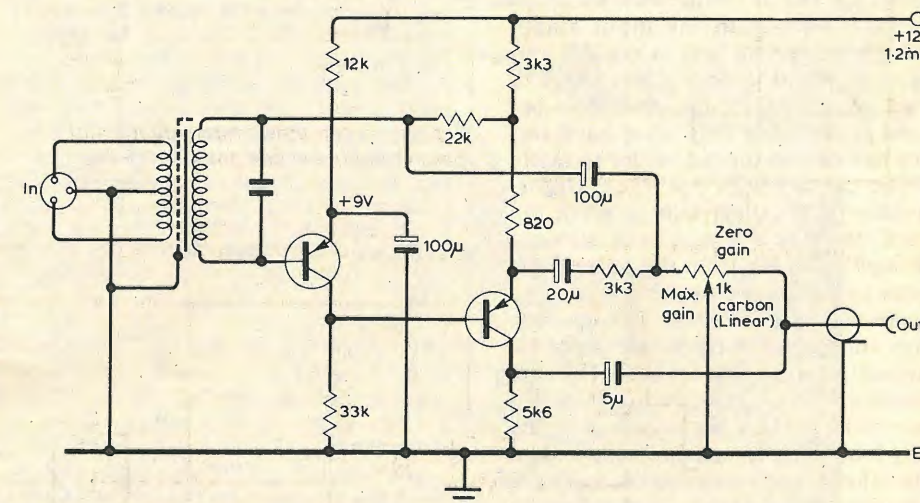 +12
1·2m
12k
3k3
22k
In
+9V
100µ
100µ
820
Zero
gain
20µ
3k3
Max.
gain
1k
carbon
(Linear)
Out
5µ
33k
5k6
E